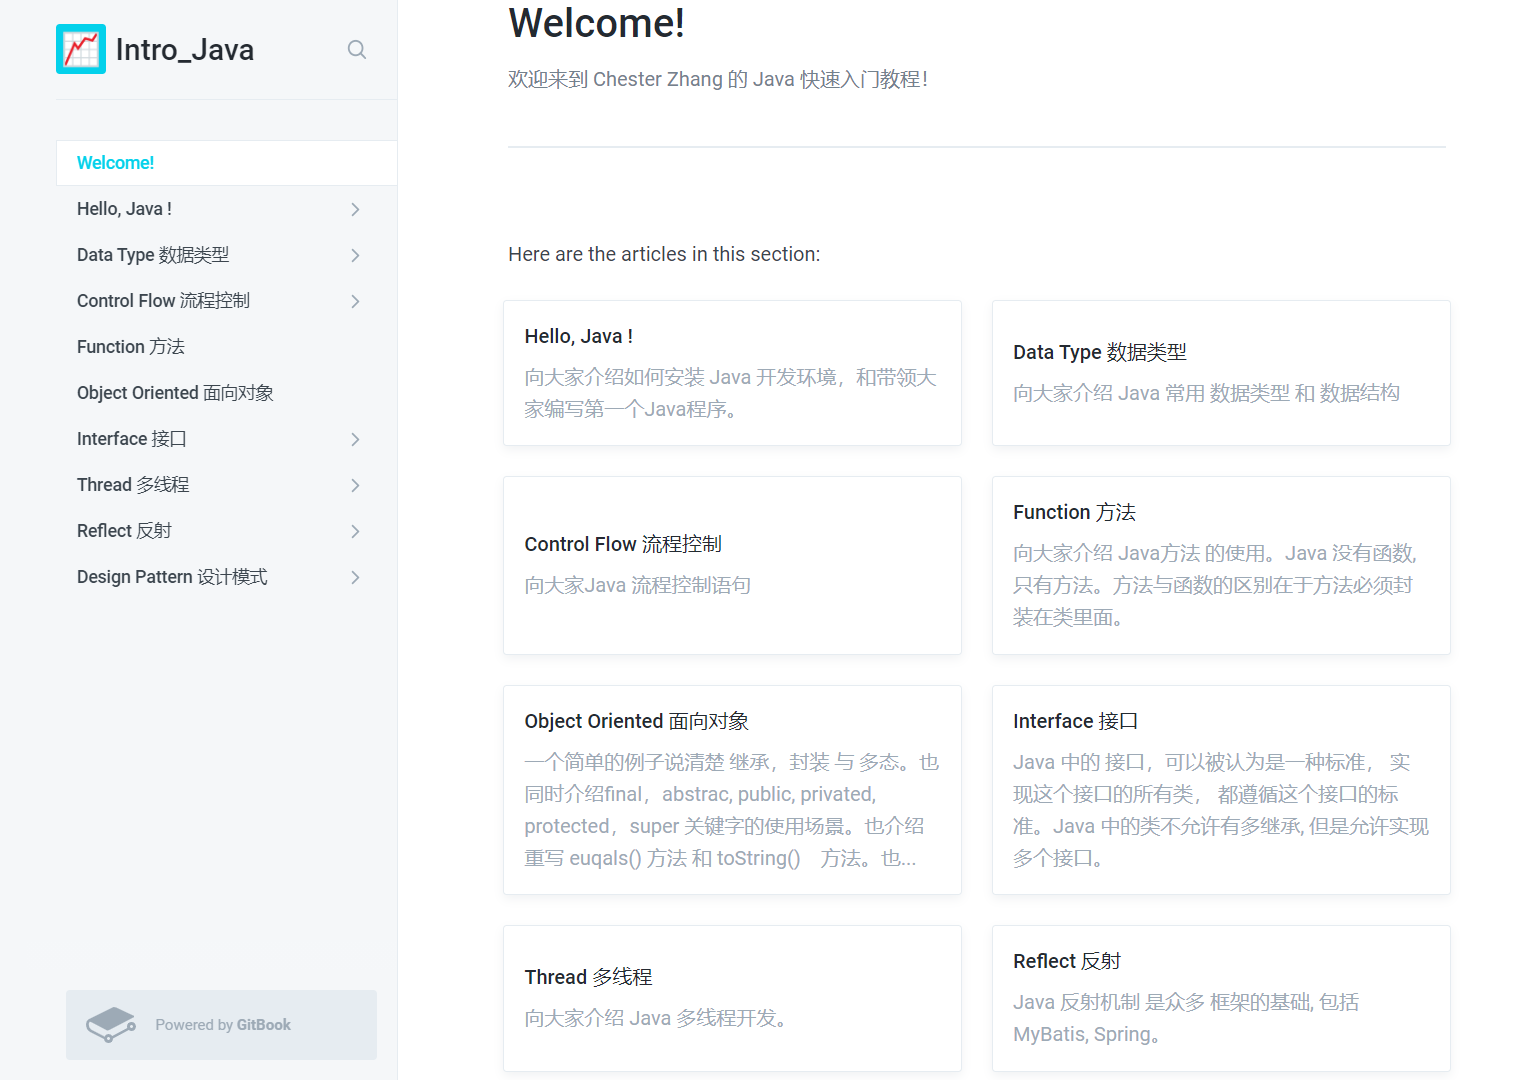 Intro_Java
Welcome!
Hello, Java !
Data Type 数据类型
Control Flow 流程控制
Function 方法
Object Oriented 面向对象
Interface 接口
Thread 多线程
Reflect 反射
Design Pattern 设计模式
Powered by GitBook
Welcome!
欢迎来到 Chester Zhang 的 Java 快速入门教程！
Here are the articles in this section:
Hello, Java !
向大家介绍如何安装 Java 开发环境，和带领大
家编写第一个Java程序。
Data Type 数据类型
向大家介绍 Java 常用 数据类型 和 数据结构
Control Flow 流程控制
向大家Java 流程控制语句
Function 方法
向大家介绍 Java方法 的使用。Java 没有函数,
只有方法。方法与函数的区别在于方法必须封
装在类里面。
Object Oriented 面向对象
一个简单的例子说清楚 继承，封装 与 多态。也
同时介绍final，abstrac, public, privated,
protected，super 关键字的使用场景。也介绍
重写 euqals() 方法 和 toString()　方法。也...
Interface 接口
Java 中的 接口，可以被认为是一种标准， 实
现这个接口的所有类， 都遵循这个接口的标
准。Java 中的类不允许有多继承, 但是允许实现
多个接口。
Thread 多线程
向大家介绍 Java 多线程开发。
Reflect 反射
Java 反射机制 是众多 框架的基础, 包括
MyBatis, Spring。